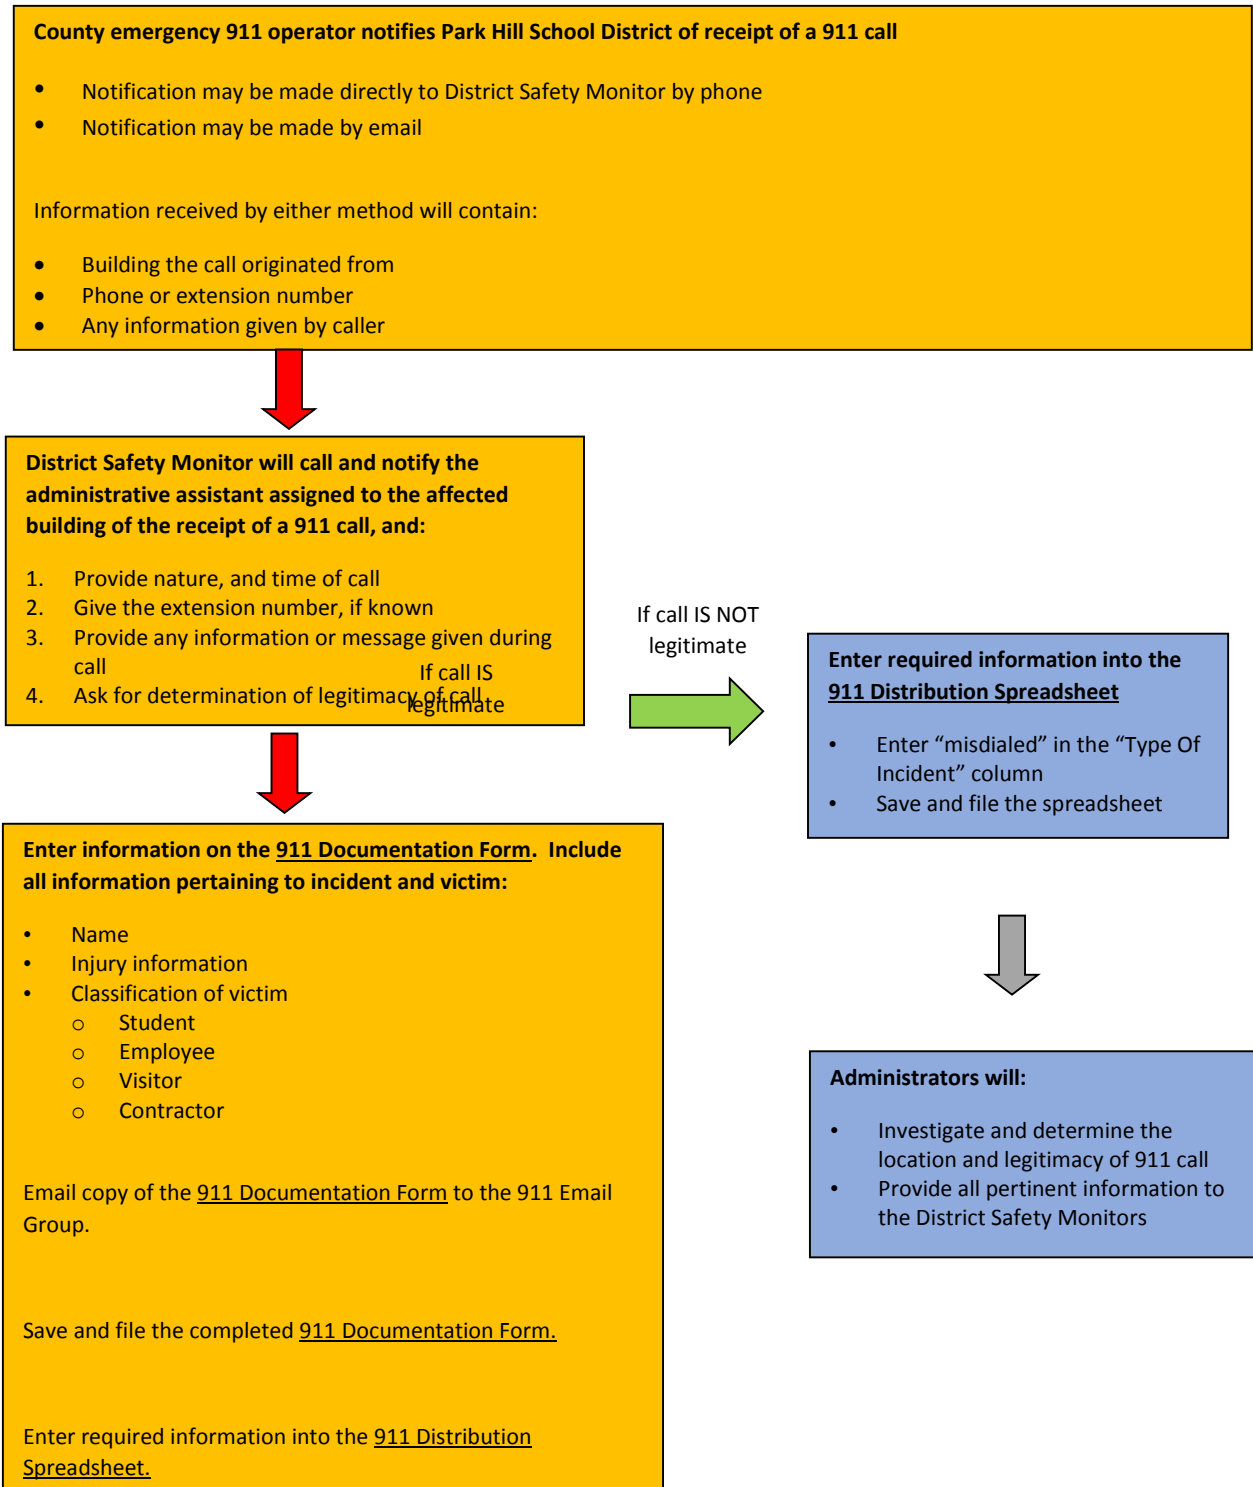 County emergency 911 operator notifies Park Hill School District of receipt of a 911 call
• Notification may be made directly to District Safety Monitor by phone
• Notification may be made by email
Information received by either method will contain:
• Building the call originated from
• Phone or extension number
• Any information given by caller
District Safety Monitor will call and notify the
administrative assistant assigned to the affected
building of the receipt of a 911 call, and:
1. Provide nature, and time of call
2. Give the extension number, if known
3. Provide any information or message given during
call
4. Ask for determination of legitimacy of call
If call IS
legitimate
If call IS NOT
legitimate
Enter required information into the
911 Distribution Spreadsheet
• Enter “misdialed” in the “Type Of
Incident” column
• Save and file the spreadsheet
Enter information on the 911 Documentation Form. Include
all information pertaining to incident and victim:
• Name
• Injury information
• Classification of victim
o Student
o Employee
o Visitor
o Contractor
Email copy of the 911 Documentation Form to the 911 Email
Group.
Save and file the completed 911 Documentation Form.
Enter required information into the 911 Distribution
Spreadsheet.
Administrators will:
• Investigate and determine the
location and legitimacy of 911 call
• Provide all pertinent information to
the District Safety Monitors